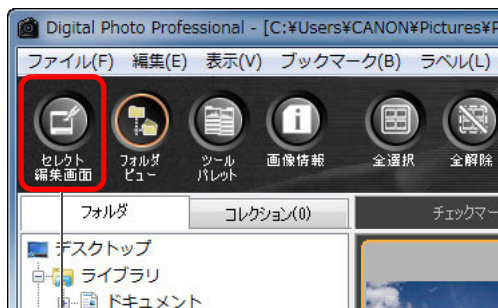 Digital Photo Professional - [C:¥Users¥CANON¥Pictures¥P
ファイル(F) 編集(E) 表示(V) ブックマーク(B) ラベル(L)
セレクト編集画面 フォルダビュー ツールパレット 画像情報 全選択 全解除
フォルダ コレクション(0) チェックマー
デスクトップ
ライブラリ
ドキュメント